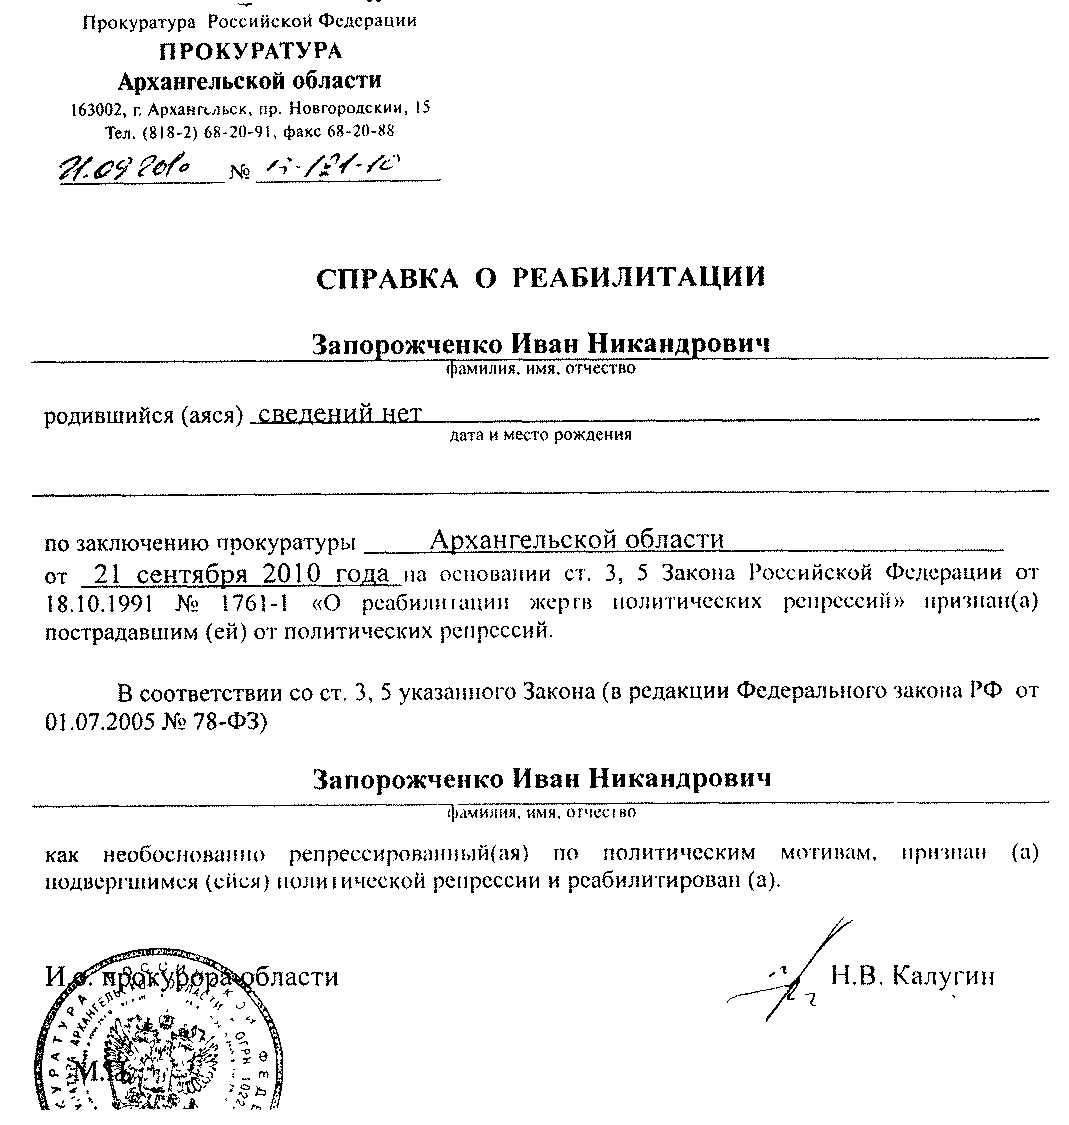 Прокуратура Российской Федерации
ПРОКУРАТУРА
Архангельской области
163002, г. Архангельск, пр. Новгородский, 15
Тел. (818-2) 68-20-91, факс 68-20-88
21.09.2010 №
СПРАВКА О РЕАБИЛИТАЦИИ
Запорожченко Иван Никандрович
фамилия, имя, отчество
родившийся (аяся) сведений нет
дата и место рождения
по заключению прокуратуры Архангельской области
от 21 сентября 2010 года на основании ст. 3, 5 Закона Российской Федерации от
18.10.1991 № 1761-1 «О реабилитации жертв политических репрессий» признан(а)
пострадавшим (ей) от политических репрессий.
В соответствии со ст. 3, 5 указанного Закона (в редакции Федерального закона РФ от
01.07.2005 № 78-ФЗ)
Запорожченко Иван Никандрович
фамилия, имя, отчество
как необоснованно репрессированный(ая) по политическим мотивам, признан (а)
подвергшимся (ейся) политической репрессии и реабилитирован (а).
И.о. прокурора области Н.В. Калугин
М.П.